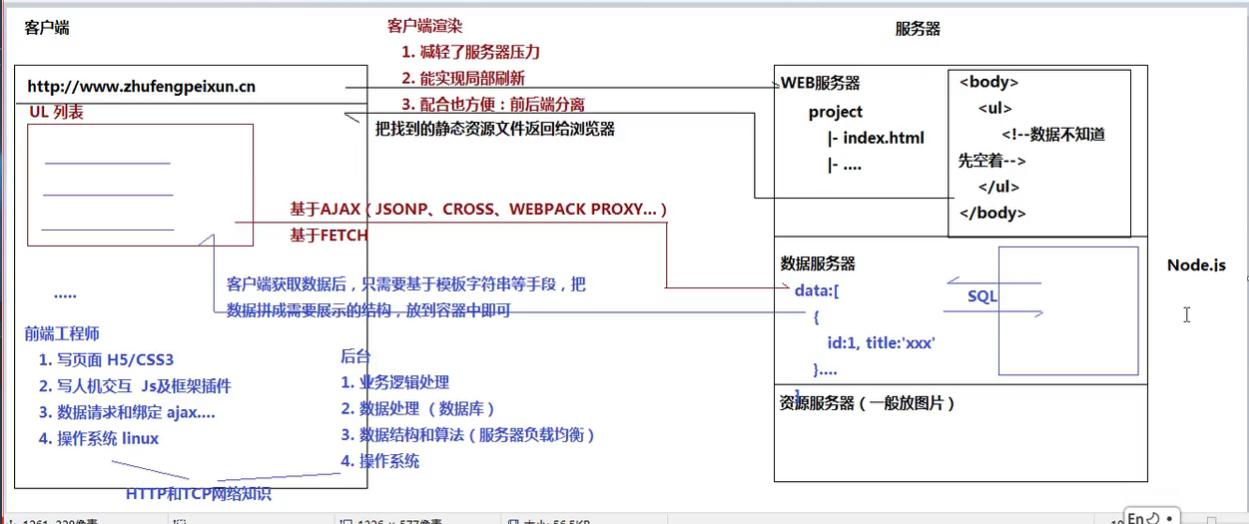 客户端
客户端渲染
1. 减轻了服务器压力
2. 能实现局部刷新
3. 配合也方便：前后端分离
服务器
http://www.zhufengpeixun.cn
UL 列表
把找到的静态资源文件返回给浏览器
WEB服务器
project
|- index.html
|- ....
<body>
<ul>
<!--数据不知道
先空着-->
</ul>
</body>
基于AJAX（JSONP、CROSS、WEBPACK PROXY...）
基于FETCH
客户端获取数据后，只需要基于模板字符串等手段，把
数据拼成需要展示的结构，放到容器中即可
.....
数据服务器
data:[
{
id:1, title:'xxx'
}....
]
SQL
Node.js
资源服务器（一般放图片）
前端工程师
1. 写页面 H5/CSS3
2. 写人机交互 Js及框架插件
3. 数据请求和绑定 ajax....
4. 操作系统 linux
后台
1. 业务逻辑处理
2. 数据处理 （数据库）
3. 数据结构和算法（服务器负载均衡）
4. 操作系统
HTTP和TCP网络知识
En